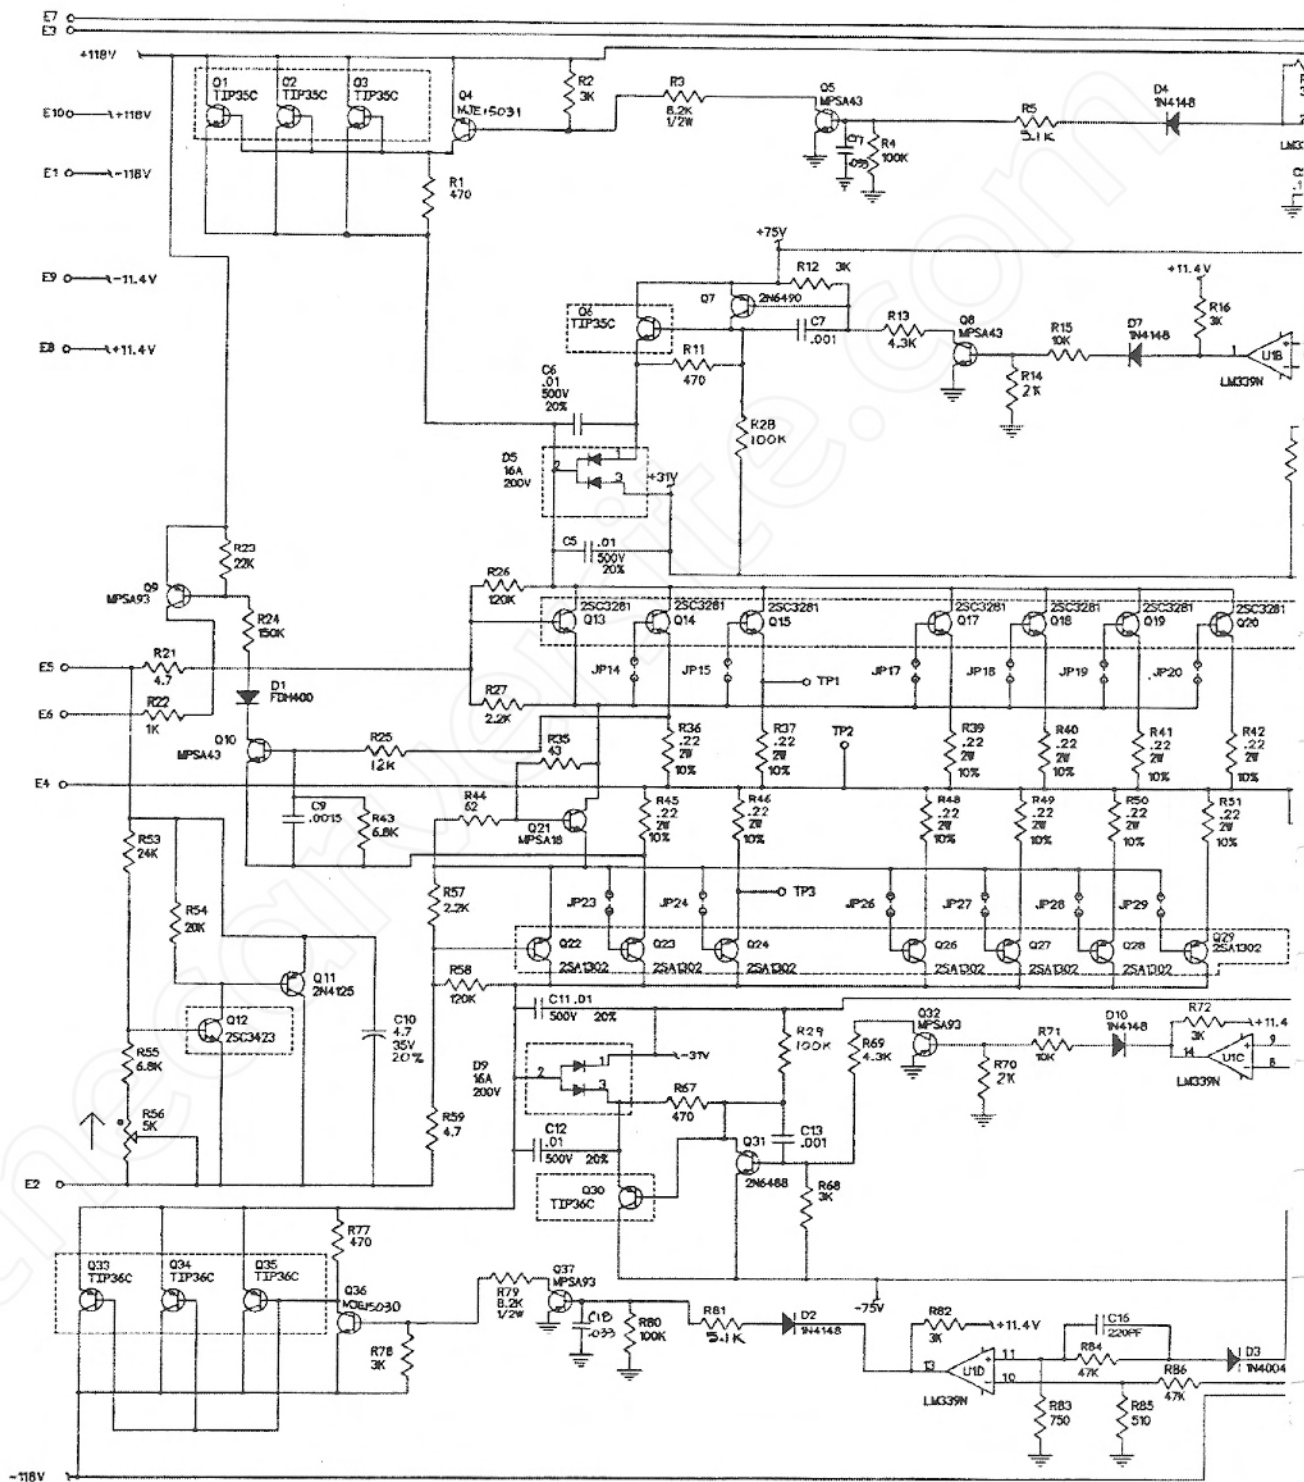 E7
E3
+118V
Q1
TIP35C
Q2
TIP35C
Q3
TIP35C
Q4
MJE15031
R2
3K
R3
8.2K
1/2W
Q5
MPSA43
R5
5.1K
D4
1N4148
E10 +118V
R4
100K
E1 -118V
R1
470
E9 -11.4V
E8 +11.4V
+75V
R12 3K
Q7
2N6490
Q6
TIP35C
C7
.001
R13
4.3K
Q8
MPSA43
R15
10K
D7
1N4148
+11.4V
R16
3K
1
U1B
LM339N
R11
470
R14
2K
C6
.01
500V
20%
R28
100K
D5
16A
200V
1
2
3
+31V
C5
.01
500V
20%
R23
22K
Q9
MPSA93
R24
150K
R26
120K
2SC3281
Q13
2SC3281
Q14
2SC3281
Q15
2SC3281
Q17
2SC3281
Q18
2SC3281
Q19
2SC3281
Q20
E5
R21
4.7
JP14
JP15
JP17
JP18
JP19
JP20
TP1
D1
FDH400
R27
2.2K
E6
R22
1K
Q10
MPSA43
R25
12K
R35
43
R36
.22
2W
10%
R37
.22
2W
10%
TP2
R39
.22
2W
10%
R40
.22
2W
10%
R41
.22
2W
10%
R42
.22
2W
10%
E4
C9
.0015
R43
6.8K
R44
62
Q21
MPSA18
R45
.22
2W
10%
R46
.22
2W
10%
R48
.22
2W
10%
R49
.22
2W
10%
R50
.22
2W
10%
R51
.22
2W
10%
R53
24K
R57
2.2K
JP23
JP24
TP3
JP26
JP27
JP28
JP29
R54
20K
Q22
2SA1302
Q23
2SA1302
Q24
2SA1302
Q26
2SA1302
Q27
2SA1302
Q28
2SA1302
Q29
2SA1302
R58
120K
Q11
2N4125
Q12
2SC3423
C10
4.7
35V
20%
C11 .01
500V 20%
R29
100K
Q32
MPSA93
R69
4.3K
R71
10K
D10
1N4148
R72
3K
+11.4
14
U1C
9
8
LM339N
R70
2K
R55
6.8K
D9
16A
200V
1
2
3
-31V
R67
470
R56
5K
R59
4.7
C12
.01
500V 20%
C13
.001
Q31
2N6488
Q30
TIP36C
R68
3K
E2
R77
470
Q33
TIP36C
Q34
TIP36C
Q35
TIP36C
Q36
MJE15030
R79
8.2K
1/2W
Q37
MPSA93
.033
R80
100K
R81
5.1K
D2
1N4148
-75V
R82
3K
+11.4V
C15
220PF
R78
3K
13
U1D
11
10
LM339N
R84
47K
R86
47K
D3
1N4004
R83
750
R85
510
-118V